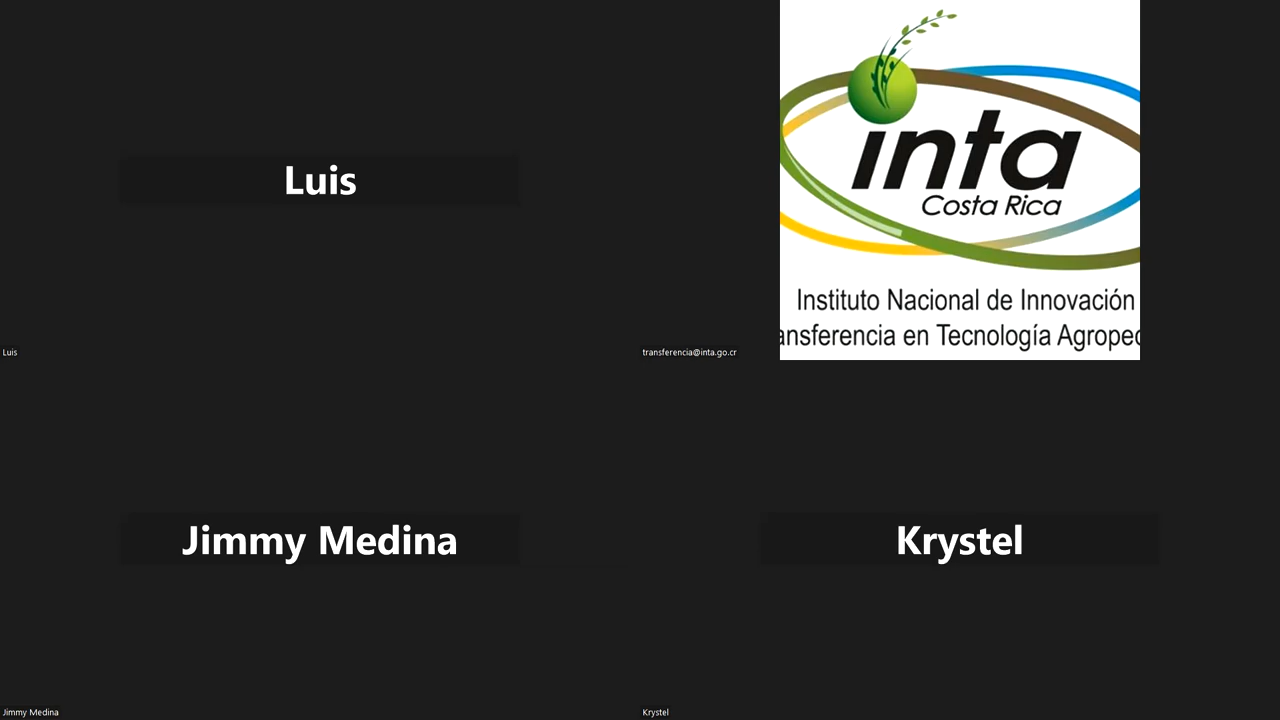 Luis
Luis
inta
Costa Rica
Instituto Nacional de Innovación
ansferencia en Tecnología Agropec
transferencia@inta.go.cr
Jimmy Medina
Jimmy Medina
Krystel
Krystel